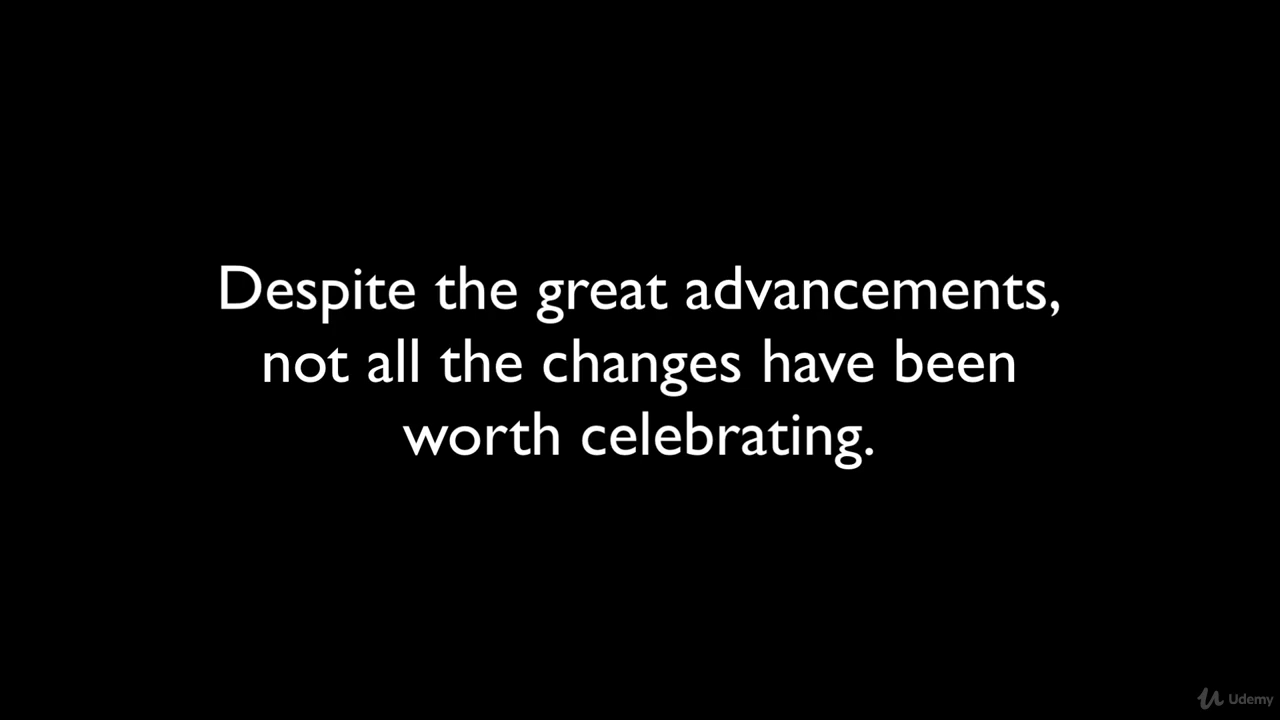 Despite the great advancements,
not all the changes have been
worth celebrating.
Udemy